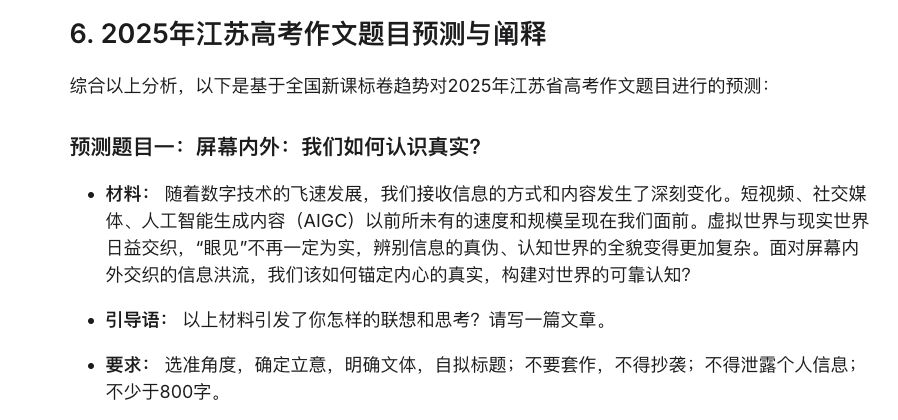 6. 2025年江苏高考作文题目预测与阐释
综合以上分析，以下是基于全国新课标卷趋势对2025年江苏省高考作文题目进行的预测：
预测题目一：屏幕内外：我们如何认识真实？
• 材料： 随着数字技术的飞速发展，我们接收信息的方式和内容发生了深刻变化。短视频、社交媒
体、人工智能生成内容（AIGC）以前所未有的速度和规模呈现在我们面前。虚拟世界与现实世界
日益交织，“眼见”不再一定为实，辨别信息的真伪、认知世界的全貌变得更加复杂。面对屏幕内
外交织的信息洪流，我们该如何锚定内心的真实，构建对世界的可靠认知？
• 引导语： 以上材料引发了你怎样的联想和思考？请写一篇文章。
• 要求： 选准角度，确定立意，明确文体，自拟标题；不要套作，不得抄袭；不得泄露个人信息；
不少于800字。